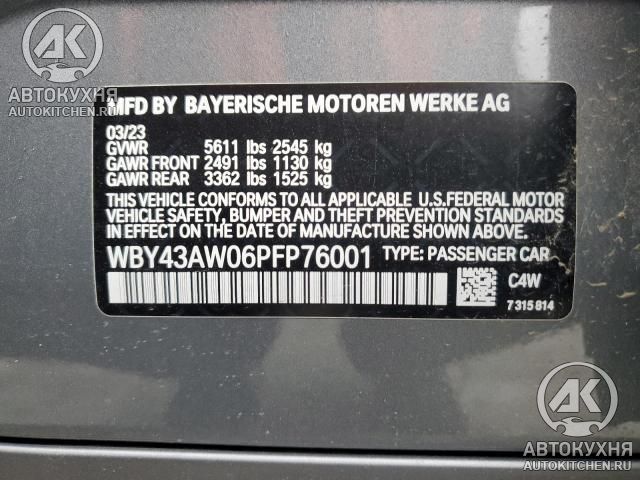 AK
АВТОКУХНЯ
AUTOKITCHEN.RU
MFD BY BAYERISCHE MOTOREN WERKE AG
03/23
GVWR 5611 lbs 2545 kg
GAWR FRONT 2491 lbs 1130 kg
GAWR REAR 3362 lbs 1525 kg
THIS VEHICLE CONFORMS TO ALL APPLICABLE U.S.FEDERAL MOTOR
VEHICLE SAFETY, BUMPER AND THEFT PREVENTION STANDARDS
IN EFFECT ON THE DATE OF MANUFACTURE SHOWN ABOVE.
WBY43AW06PFP76001 TYPE: PASSENGER CAR
C4W
7315814
AK
АВТОКУХНЯ
AUTOKITCHEN.RU